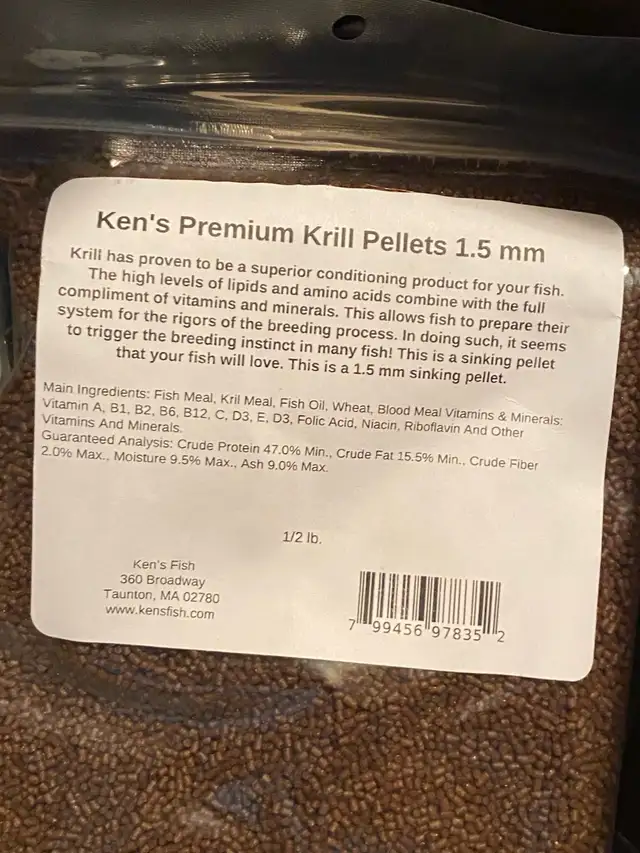 Ken's Premium Krill Pellets 1.5 mm
Krill has proven to be a superior conditioning product for your fish.
The high levels of lipids and amino acids combine with the full
compliment of vitamins and minerals. This allows fish to prepare their
system for the rigors of the breeding process. In doing such, it seems
to trigger the breeding instinct in many fish! This is a sinking pellet
that your fish will love. This is a 1.5 mm sinking pellet.
Main Ingredients: Fish Meal, Kril Meal, Fish Oil, Wheat, Blood Meal Vitamins & Minerals:
Vitamin A, B1, B2, B6, B12, C, D3, E, D3, Folic Acid, Niacin, Riboflavin And Other
Vitamins And Minerals.
Guaranteed Analysis: Crude Protein 47.0% Min., Crude Fat 15.5% Min., Crude Fiber
2.0% Max., Moisture 9.5% Max., Ash 9.0% Max.
1/2 lb.
Ken's Fish
360 Broadway
Taunton, MA 02780
www.kensfish.com
7 99456 97835 2